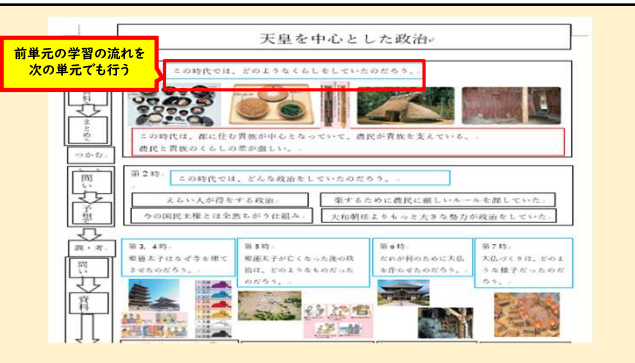 天皇を中心とした政治
前単元の学習の流れを
次の単元でも行う
この時代では、どのようなくらしをしていたのだろう。
資料
まとめ
この時代は、都に住む貴族が中心となっていて、農民が貴族を支えている。
農民と貴族のくらしの差が激しい。
つかむ
問い
予想
第2時
この時代では、どんな政治をしていたのだろう。
えらい人が得をする政治
楽するために農民に厳しいルールを課していた
今の国民主権とは全然ちがう仕組み
大和朝廷よりもっと大きな勢力が政治をしていた
調・考
問い
資料
第3、4時
聖徳太子はなぜ寺を建て
させたのだろう。
第5時
聖徳太子が亡くなった後の政
治は、どのようなものだった
のだろう。
第6時
だれが何のために大仏
を作らせたのだろう。
第7時
大仏づくりは、どのよ
うな様子だったのだ
ろう。